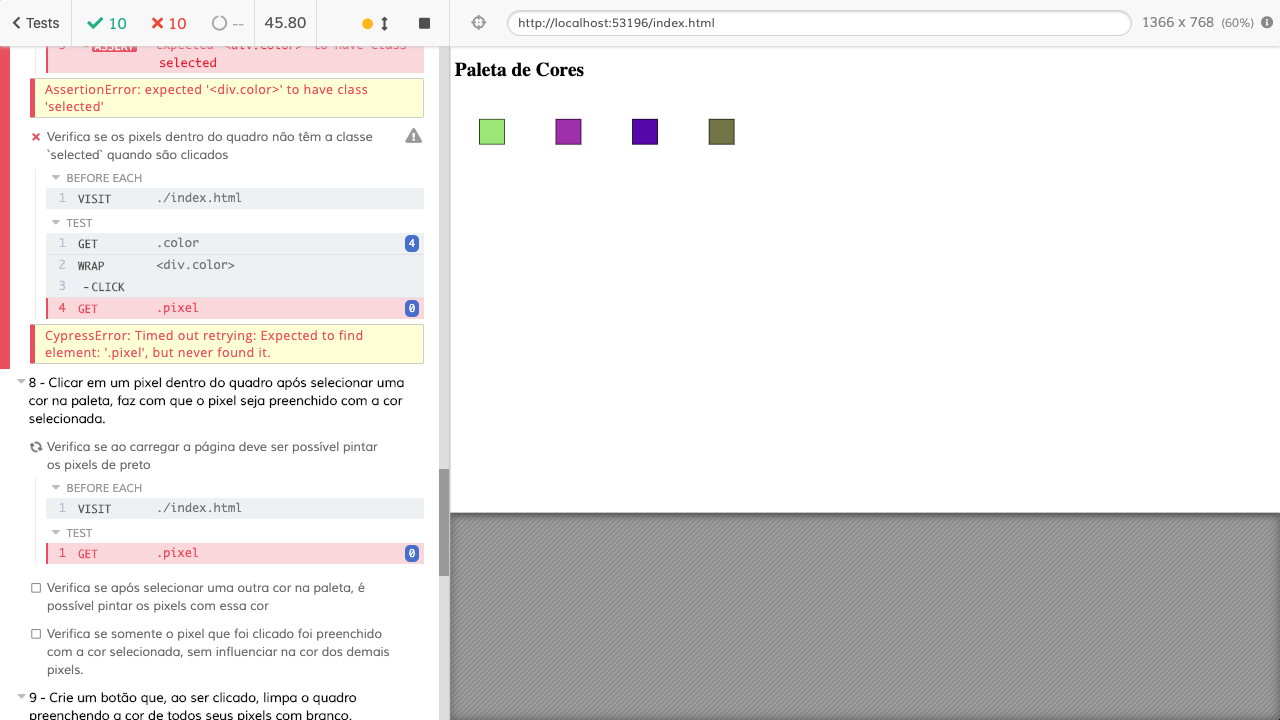 Tests
10
10
--
45.80
http://localhost:53196/index.html
1366 x 768 (60%)
ASSERT expected <div.color> to have class
selected
AssertionError: expected '<div.color>' to have class
'selected'
Verifica se os pixels dentro do quadro não têm a classe
`selected` quando são clicados
BEFORE EACH
1 VISIT ./index.html
TEST
1 GET .color 4
2 WRAP <div.color>
3 -CLICK
4 GET .pixel 0
CypressError: Timed out retrying: Expected to find
element: '.pixel', but never found it.
8 - Clicar em um pixel dentro do quadro após selecionar uma
cor na paleta, faz com que o pixel seja preenchido com a cor
selecionada.
Verifica se ao carregar a página deve ser possível pintar
os pixels de preto
BEFORE EACH
1 VISIT ./index.html
TEST
1 GET .pixel 0
Verifica se após selecionar uma outra cor na paleta, é
possível pintar os pixels com essa cor
Verifica se somente o pixel que foi clicado foi preenchido
com a cor selecionada, sem influenciar na cor dos demais
pixels.
9 - Crie um botão que, ao ser clicado, limpa o quadro
preenchendo a cor de todos seus pixels com branco.
Paleta de Cores